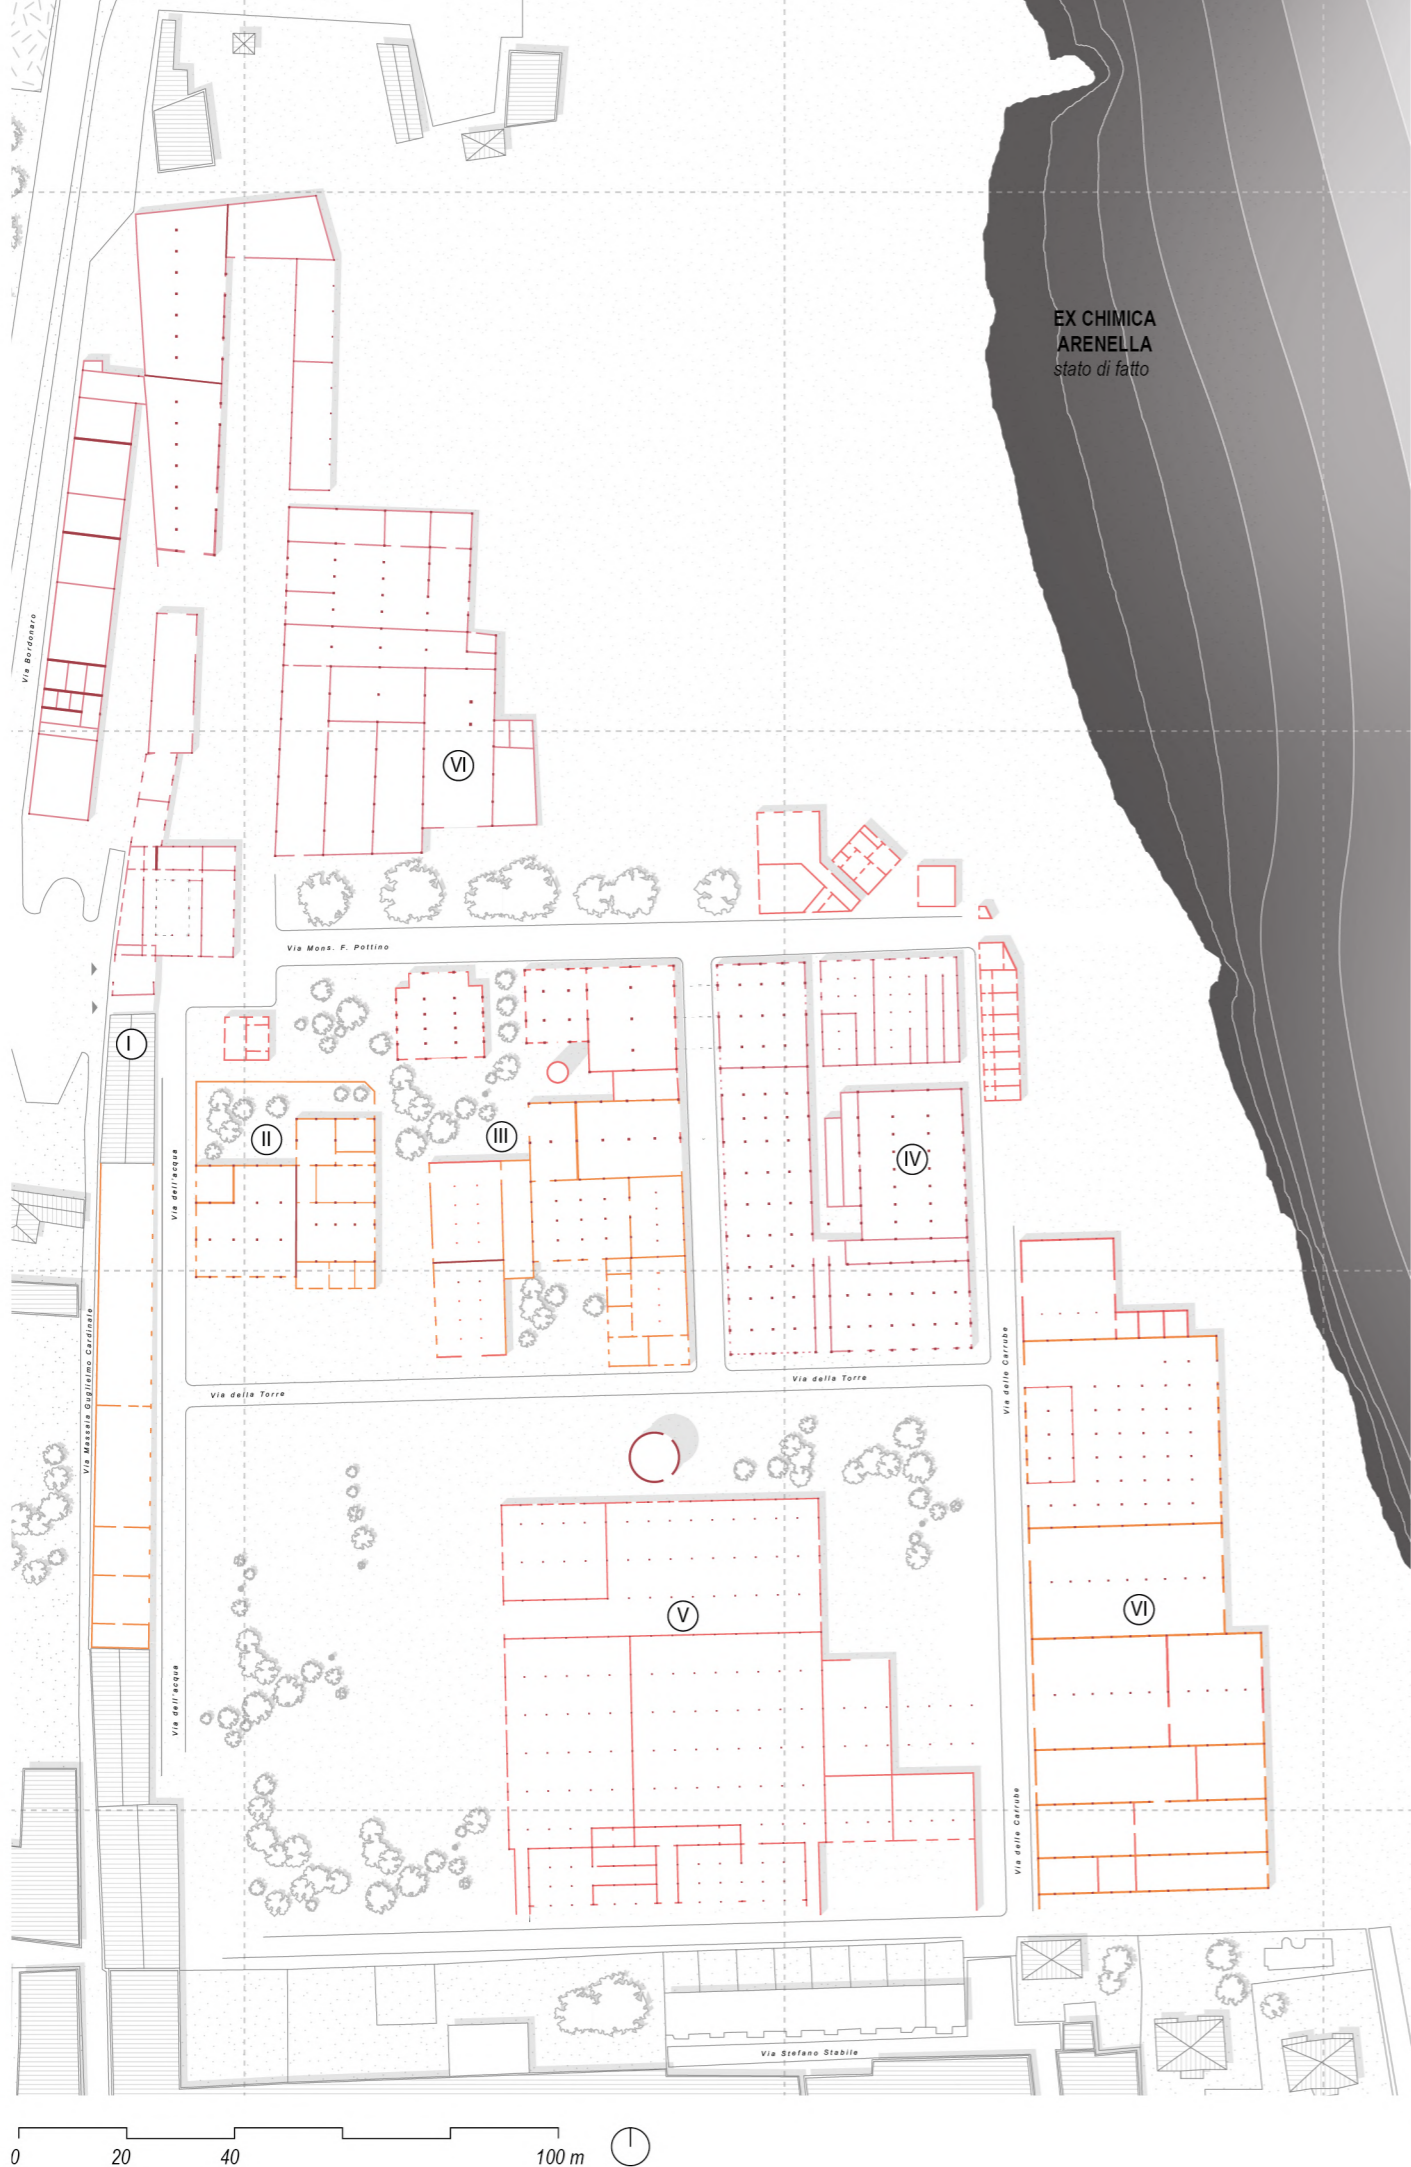 EX CHIMICA
ARENELLA
stato di fatto
Via Bordonaro
VI
Via Mons. F. Pottino
I
II
III
IV
Via dell'acqua
Via Massaia Guglielmo Cardinale
Via della Torre
Via della Torre
Via delle Carrube
V
VI
Via dell'acqua
Via delle Carrube
Via Stefano Stabile
0 20 40 100 m